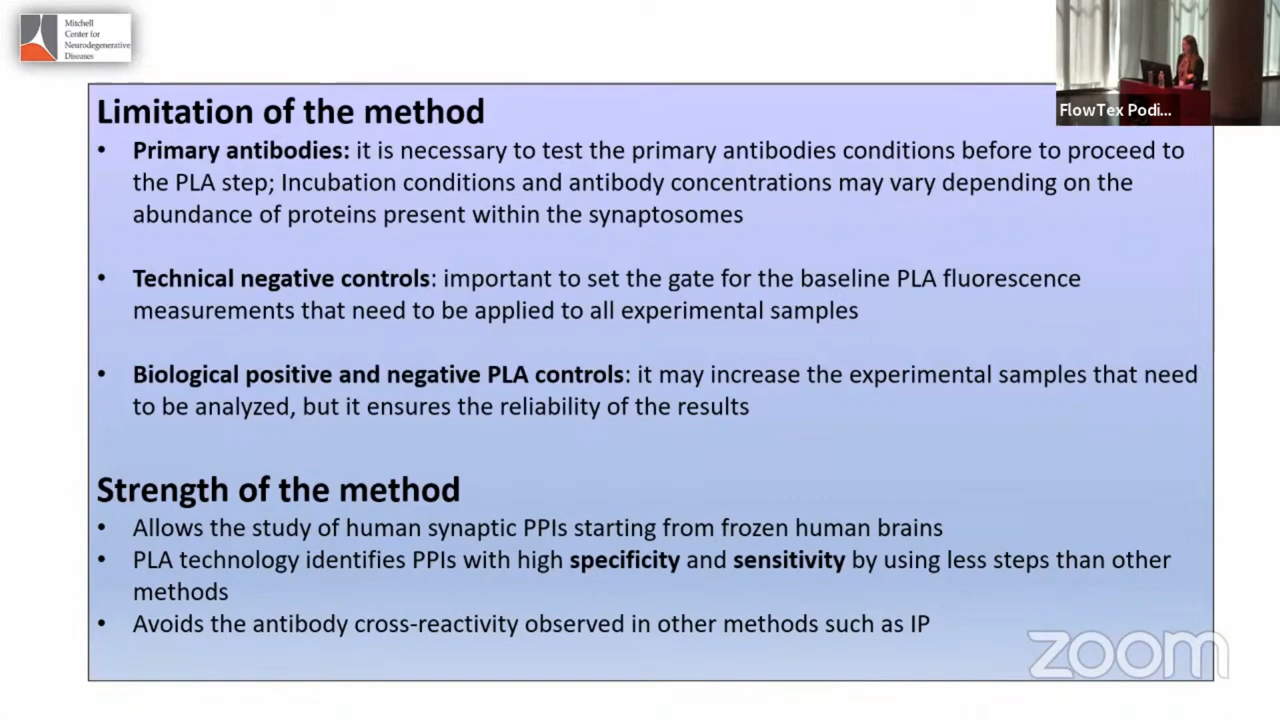 Mitchell
Center for
Neurodegenerative
Diseases
FlowTex Podi...
Limitation of the method
• Primary antibodies: it is necessary to test the primary antibodies conditions before to proceed to
the PLA step; Incubation conditions and antibody concentrations may vary depending on the
abundance of proteins present within the synaptosomes
• Technical negative controls: important to set the gate for the baseline PLA fluorescence
measurements that need to be applied to all experimental samples
• Biological positive and negative PLA controls: it may increase the experimental samples that need
to be analyzed, but it ensures the reliability of the results
Strength of the method
• Allows the study of human synaptic PPIs starting from frozen human brains
• PLA technology identifies PPIs with high specificity and sensitivity by using less steps than other
methods
• Avoids the antibody cross-reactivity observed in other methods such as IP
zoom